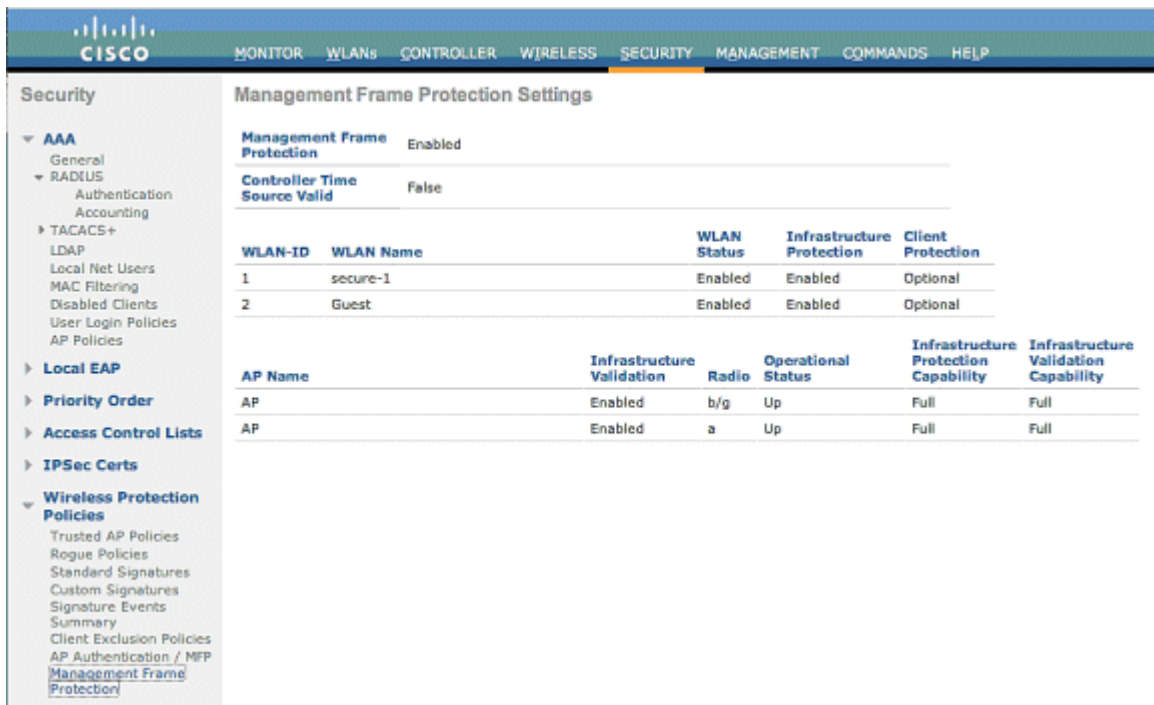 CISCO
MONITOR WLANs CONTROLLER WIRELESS SECURITY MANAGEMENT COMMANDS HELP
Security
AAA
General
RADIUS
Authentication
Accounting
TACACS+
LDAP
Local Net Users
MAC Filtering
Disabled Clients
User Login Policies
AP Policies
Local EAP
Priority Order
Access Control Lists
IPSec Certs
Wireless Protection
Policies
Trusted AP Policies
Rogue Policies
Standard Signatures
Custom Signatures
Signature Events
Summary
Client Exclusion Policies
AP Authentication / MFP
Management Frame
Protection
Management Frame Protection Settings
Management Frame
Protection Enabled
Controller Time
Source Valid False
WLAN-ID WLAN Name WLAN Status Infrastructure Protection Client Protection
1 secure-1 Enabled Enabled Optional
2 Guest Enabled Enabled Optional
AP Name Infrastructure Validation Radio Operational Status Infrastructure Protection Capability Infrastructure Validation Capability
AP Enabled b/g Up Full Full
AP Enabled a Up Full Full